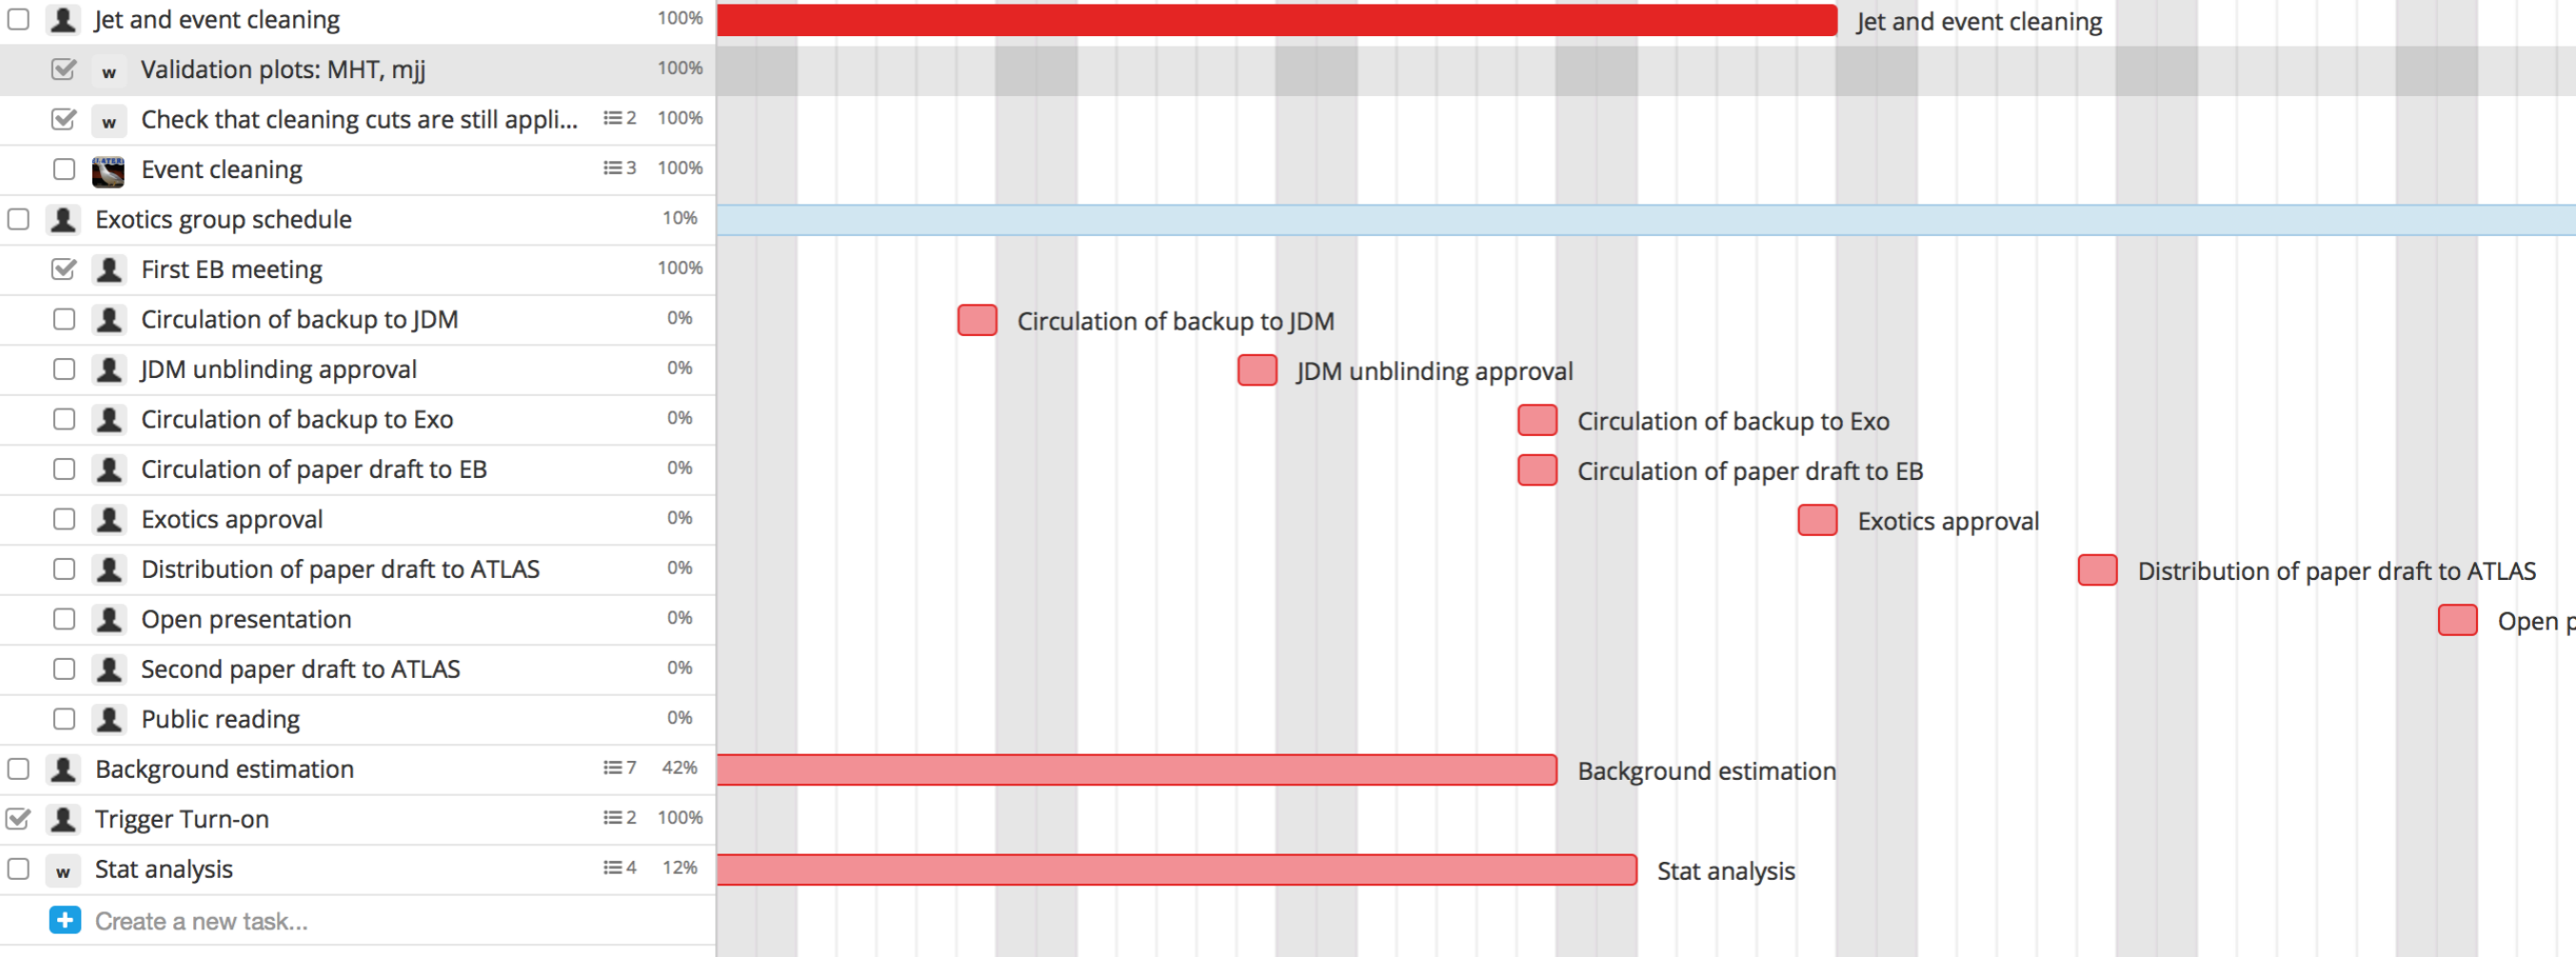 Jet and event cleaning 100% Jet and event cleaning
w Validation plots: MHT, mjj 100%
w Check that cleaning cuts are still appli... 2 100%
Event cleaning 3 100%
Exotics group schedule 10%
First EB meeting 100%
Circulation of backup to JDM 0% Circulation of backup to JDM
JDM unblinding approval 0% JDM unblinding approval
Circulation of backup to Exo 0% Circulation of backup to Exo
Circulation of paper draft to EB 0% Circulation of paper draft to EB
Exotics approval 0% Exotics approval
Distribution of paper draft to ATLAS 0% Distribution of paper draft to ATLAS
Open presentation 0% Open p
Second paper draft to ATLAS 0%
Public reading 0%
Background estimation 7 42% Background estimation
Trigger Turn-on 2 100%
w Stat analysis 4 12% Stat analysis
Create a new task...